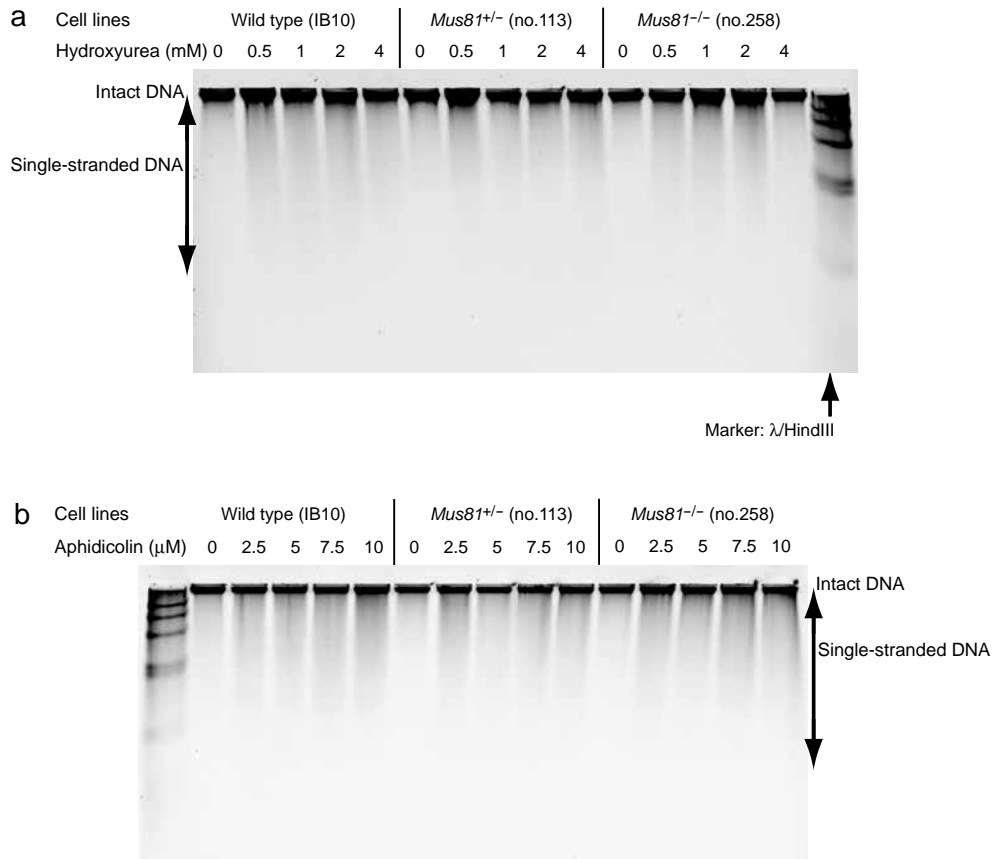 a
Cell lines Wild type (IB10) Mus81+/– (no.113) Mus81–/– (no.258)
Hydroxyurea (mM) 0 0.5 1 2 4 0 0.5 1 2 4 0 0.5 1 2 4
Intact DNA
Single-stranded DNA
Marker: λ/HindIII
b
Cell lines Wild type (IB10) Mus81+/– (no.113) Mus81–/– (no.258)
Aphidicolin (μM) 0 2.5 5 7.5 10 0 2.5 5 7.5 10 0 2.5 5 7.5 10
Intact DNA
Single-stranded DNA